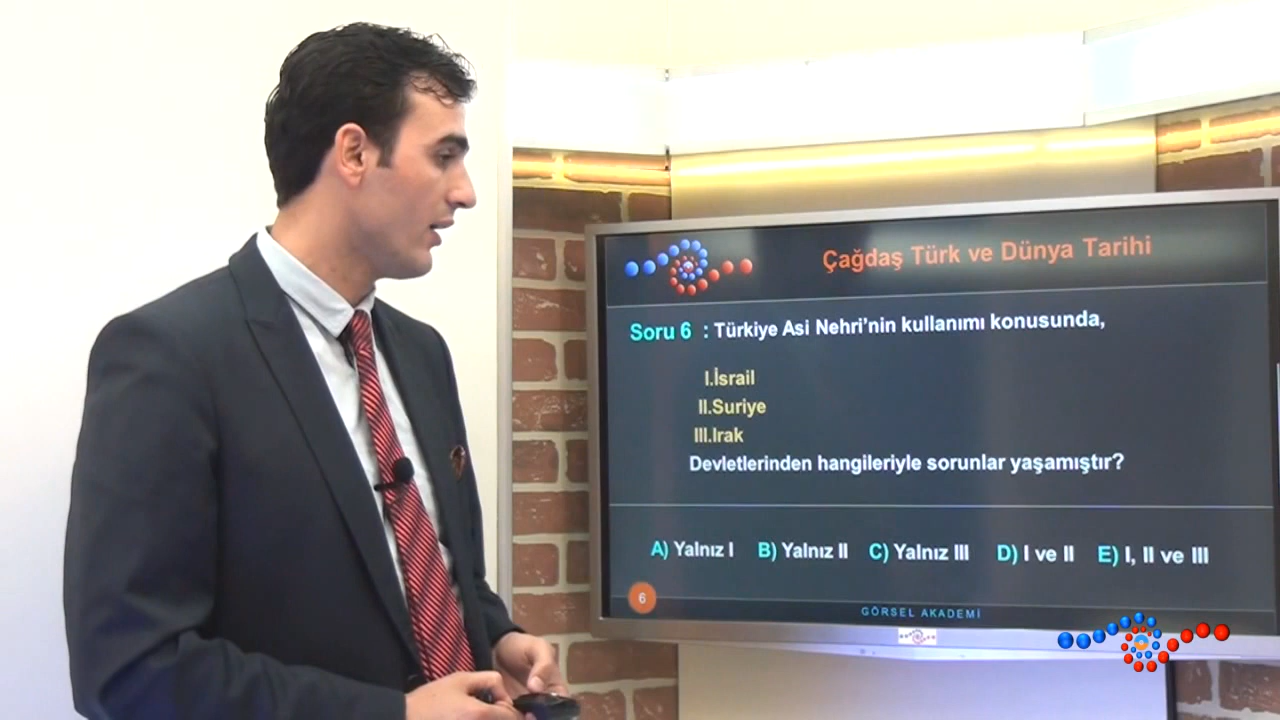 Çağdaş Türk ve Dünya Tarihi
Soru 6 : Türkiye Asi Nehri'nin kullanımı konusunda,
I.İsrail
II.Suriye
III.Irak
Devletlerinden hangileriyle sorunlar yaşamıştır?
A) Yalnız I B) Yalnız II C) Yalnız III D) I ve II E) I, II ve III
6
GÖRSEL AKADEMİ